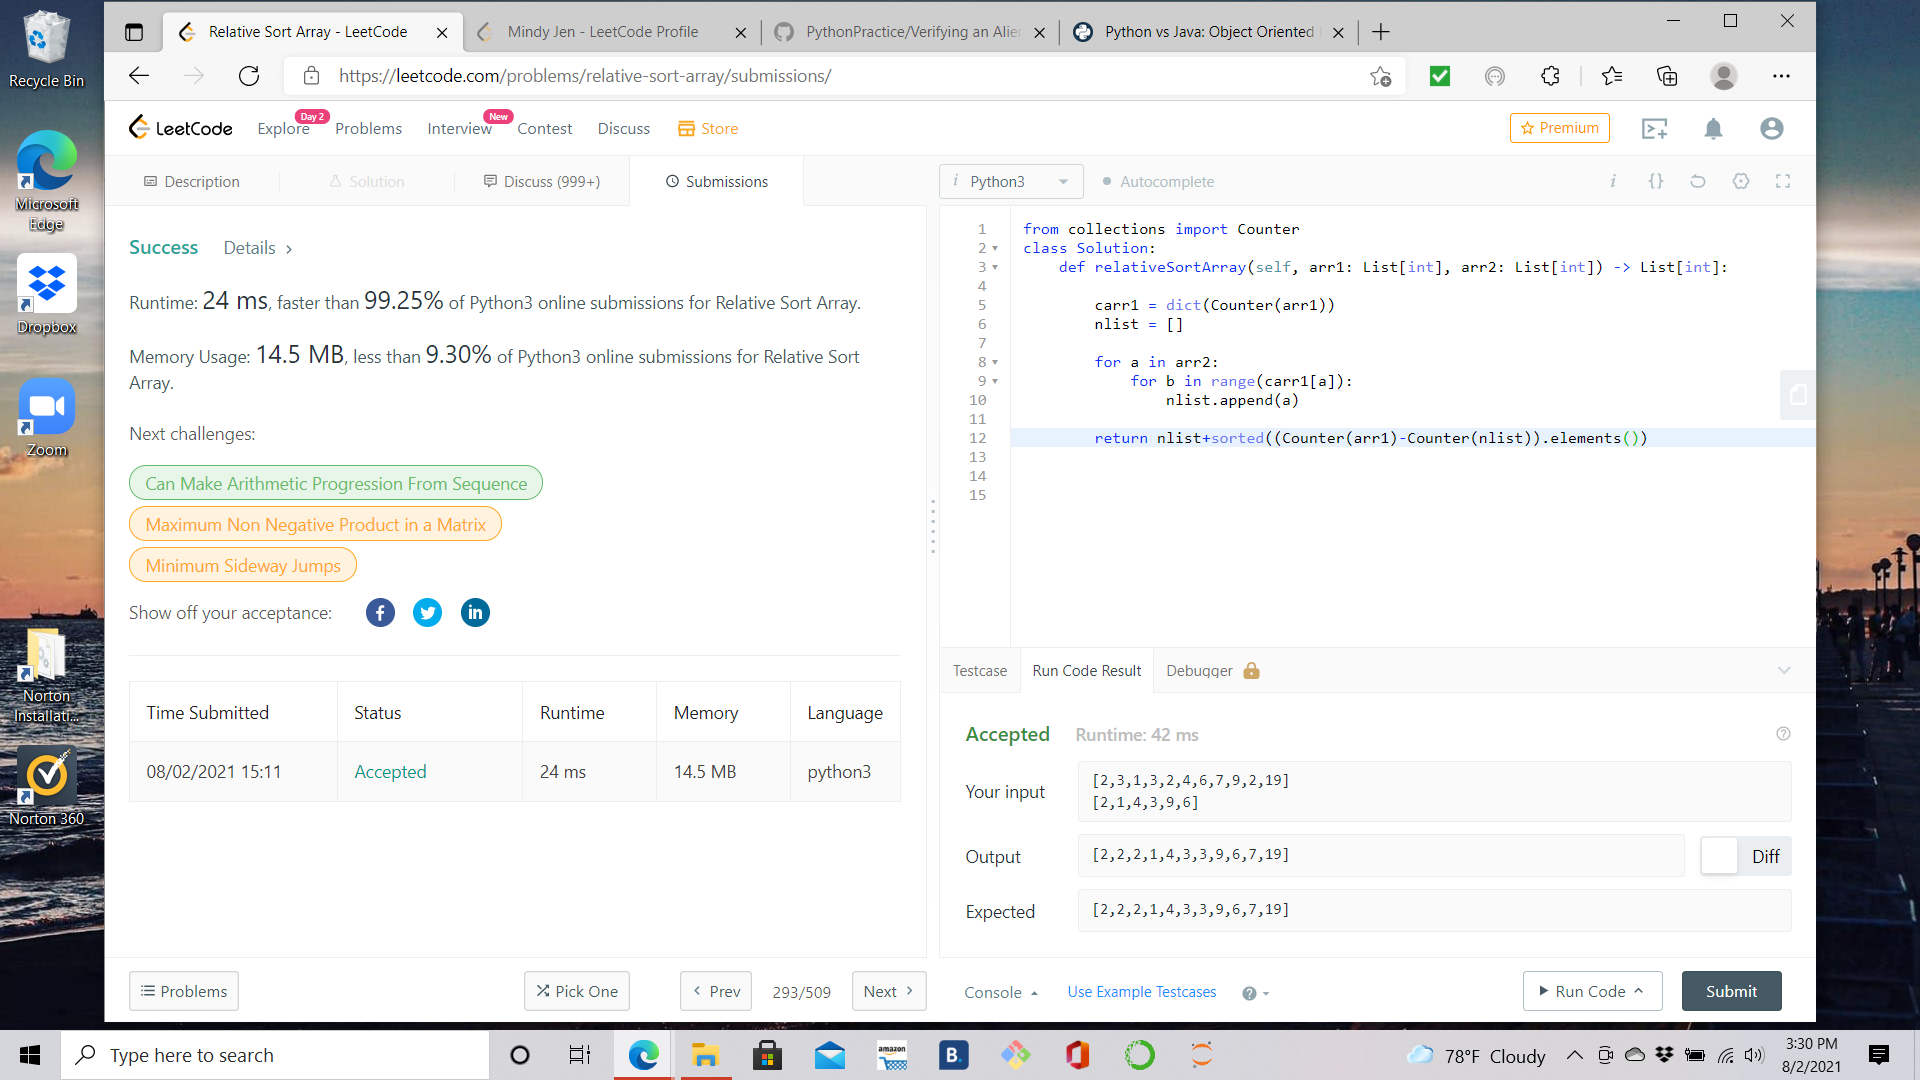 Recycle Bin
Microsoft
Edge
Dropbox
Zoom
Norton
Installati...
Norton 360
Relative Sort Array - LeetCode
Mindy Jen - LeetCode Profile
PythonPractice/Verifying an Alie
Python vs Java: Object Oriented
https://leetcode.com/problems/relative-sort-array/submissions/
LeetCode
Explore
Day 2
Problems
Interview
New
Contest
Discuss
Store
Premium
Description
Solution
Discuss (999+)
Submissions
i Python3
Autocomplete
i {}
Success
Details >
Runtime: 24 ms, faster than 99.25% of Python3 online submissions for Relative Sort Array.
Memory Usage: 14.5 MB, less than 9.30% of Python3 online submissions for Relative Sort
Array.
Next challenges:
Can Make Arithmetic Progression From Sequence
Maximum Non Negative Product in a Matrix
Minimum Sideway Jumps
Show off your acceptance:
f in
Time Submitted Status Runtime Memory Language
08/02/2021 15:11 Accepted 24 ms 14.5 MB python3
1 from collections import Counter
2 class Solution:
3 def relativeSortArray(self, arr1: List[int], arr2: List[int]) -> List[int]:
4
5 carr1 = dict(Counter(arr1))
6 nlist = []
7
8 for a in arr2:
9 for b in range(carr1[a]):
10 nlist.append(a)
11
12 return nlist+sorted((Counter(arr1)-Counter(nlist)).elements())
13
14
15
Testcase
Run Code Result
Debugger
Accepted
Runtime: 42 ms
Your input
[2,3,1,3,2,4,6,7,9,2,19]
[2,1,4,3,9,6]
Output
[2,2,2,1,4,3,3,9,6,7,19]
Diff
Expected
[2,2,2,1,4,3,3,9,6,7,19]
Problems
Pick One
< Prev
293/509
Next >
Console
Use Example Testcases
?
Run Code
Submit
Type here to search
amazon
B.
78°F Cloudy
3:30 PM
8/2/2021